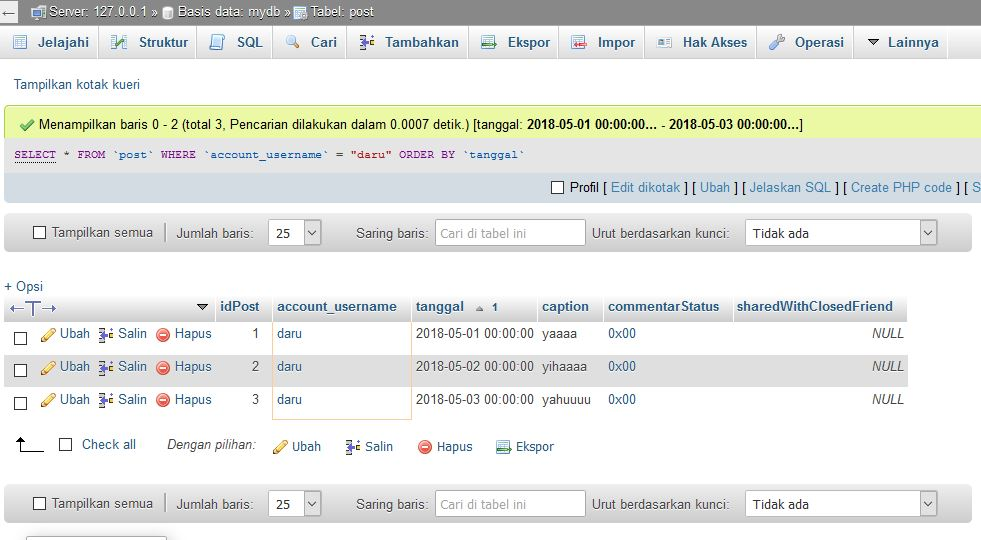 ← Server: 127.0.0.1 » Basis data: mydb » Tabel: post
Jelajahi Struktur SQL Cari Tambahkan Ekspor Impor Hak Akses Operasi Lainnya
Tampilkan kotak kueri
Menampilkan baris 0 - 2 (total 3, Pencarian dilakukan dalam 0.0007 detik.) [tanggal: 2018-05-01 00:00:00... - 2018-05-03 00:00:00...]
SELECT * FROM `post` WHERE `account_username` = "daru" ORDER BY `tanggal`
Profil [ Edit dikotak ] [ Ubah ] [ Jelaskan SQL ] [ Create PHP code ] [ S
Tampilkan semua Jumlah baris: 25 Saring baris: Cari di tabel ini Urut berdasarkan kunci: Tidak ada
+ Opsi
←T→ idPost account_username tanggal 1 caption commentarStatus sharedWithClosedFriend
Ubah Salin Hapus 1 daru 2018-05-01 00:00:00 yaaaa 0x00 NULL
Ubah Salin Hapus 2 daru 2018-05-02 00:00:00 yihaaaa 0x00 NULL
Ubah Salin Hapus 3 daru 2018-05-03 00:00:00 yahuuuu 0x00 NULL
Check all Dengan pilihan: Ubah Salin Hapus Ekspor
Tampilkan semua Jumlah baris: 25 Saring baris: Cari di tabel ini Urut berdasarkan kunci: Tidak ada